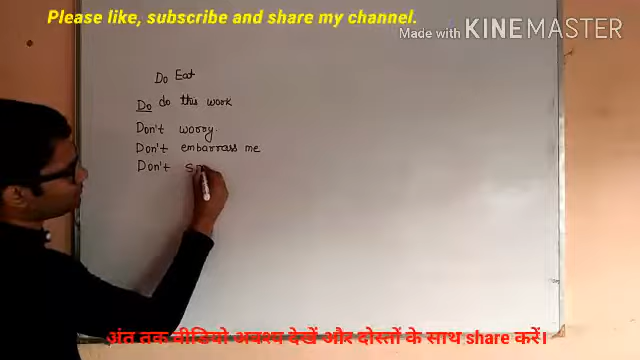 Please like, subscribe and share my channel.
Made with KINEMASTER
Do Eat
Do do this work
Don't worry.
Don't embarrass me
Don't
अंत तक वीडियो अवश्य देखें और दोस्तों के साथ share करें।